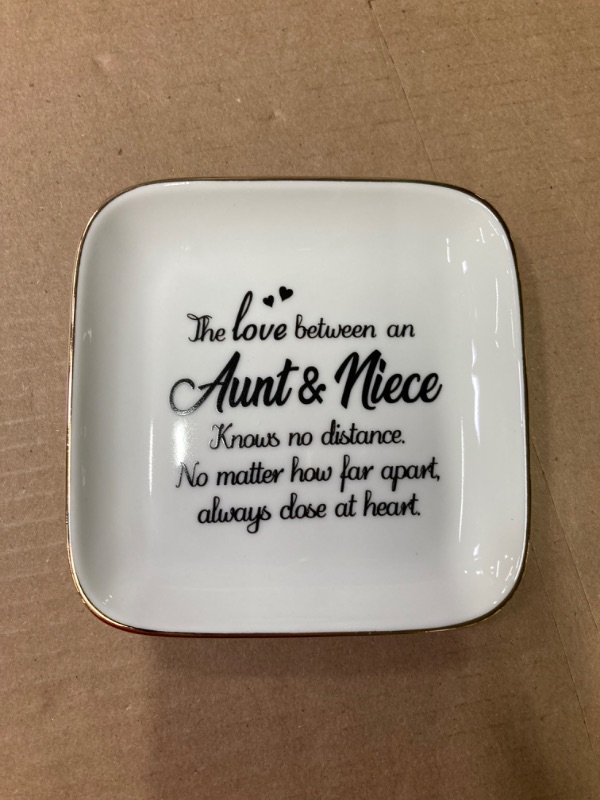 The love between an
Aunt & Niece
Knows no distance.
No matter how far apart,
always close at heart.